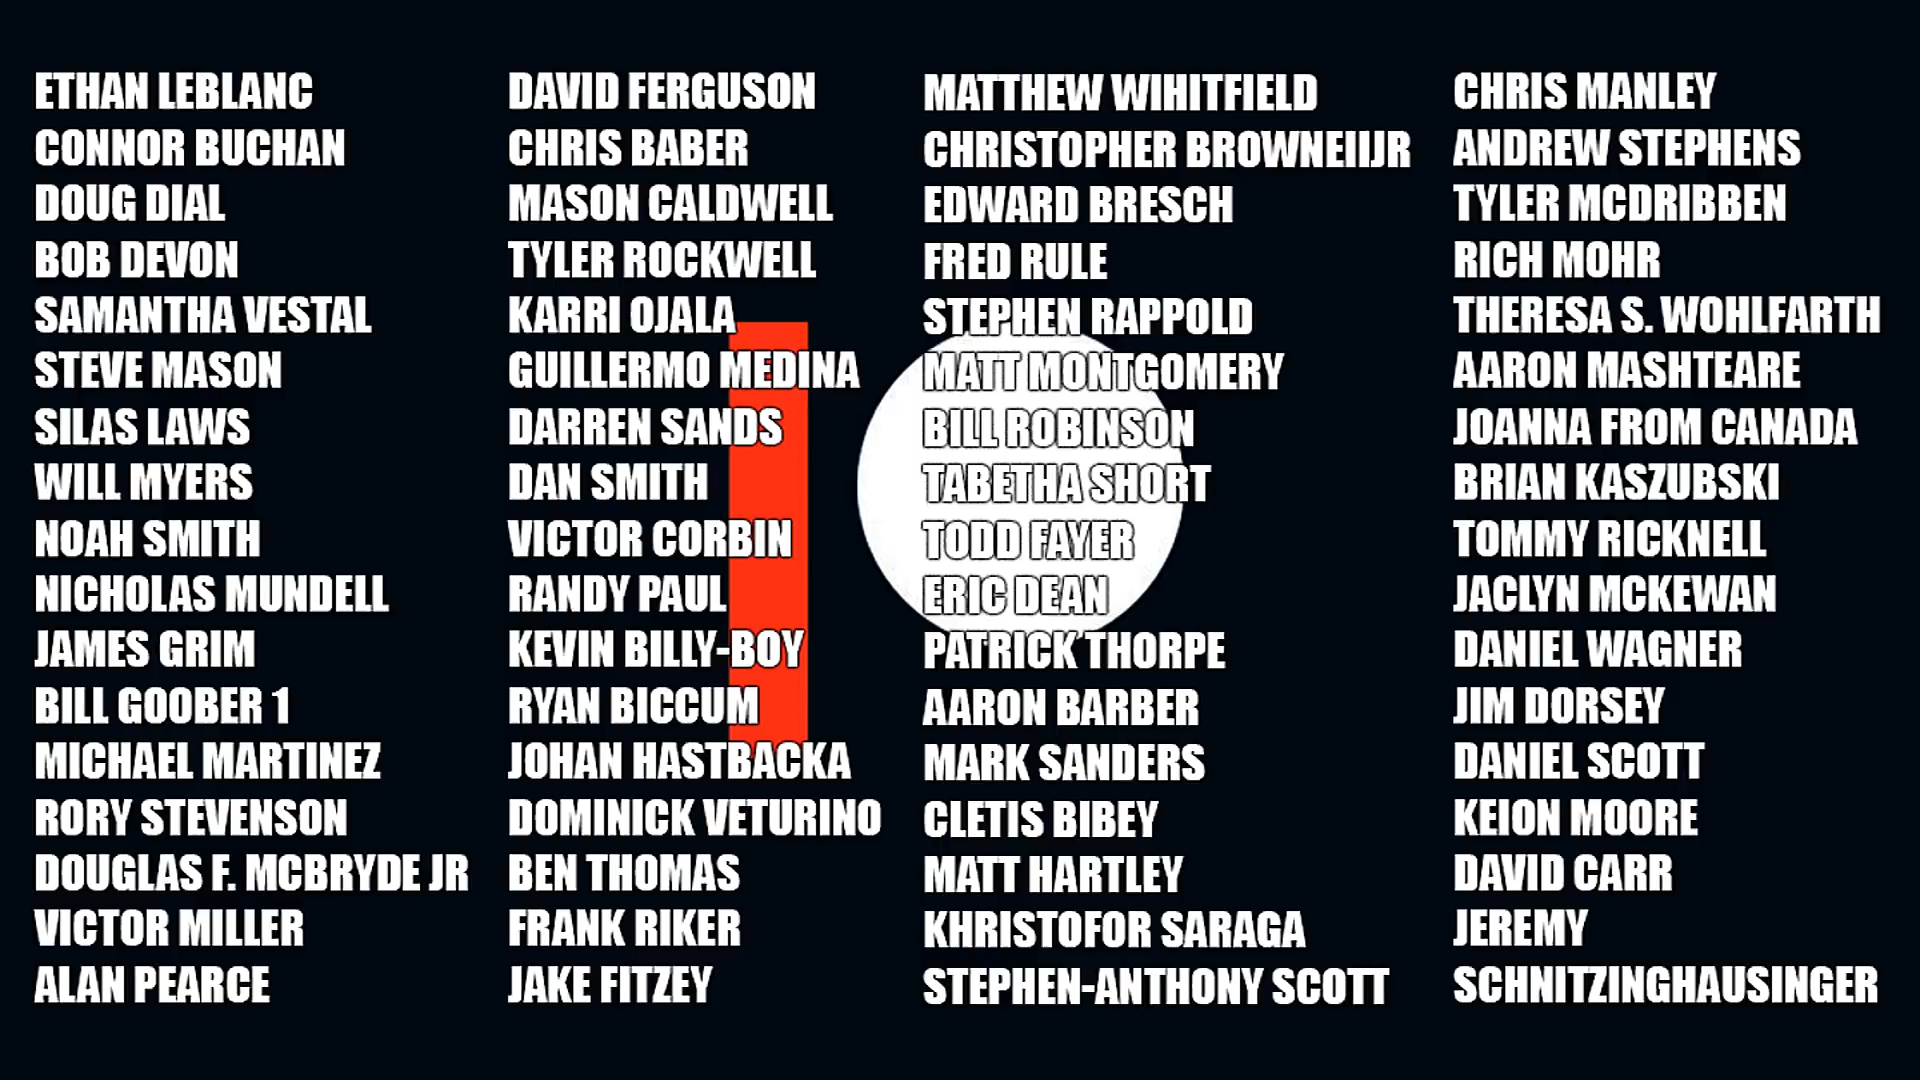 ETHAN LEBLANC
CONNOR BUCHAN
DOUG DIAL
BOB DEVON
SAMANTHA VESTAL
STEVE MASON
SILAS LAWS
WILL MYERS
NOAH SMITH
NICHOLAS MUNDELL
JAMES GRIM
BILL GOOBER 1
MICHAEL MARTINEZ
RORY STEVENSON
DOUGLAS F. MCBRYDE JR
VICTOR MILLER
ALAN PEARCE
DAVID FERGUSON
CHRIS BABER
MASON CALDWELL
TYLER ROCKWELL
KARRI OJALA
GUILLERMO MEDINA
DARREN SANDS
DAN SMITH
VICTOR CORBIN
RANDY PAUL
KEVIN BILLY-BOY
RYAN BICCUM
JOHAN HASTBACKA
DOMINICK VETURINO
BEN THOMAS
FRANK RIKER
JAKE FITZEY
MATTHEW WIHITFIELD
CHRISTOPHER BROWNEIIJR
EDWARD BRESCH
FRED RULE
STEPHEN RAPPOLD
MATT MONTGOMERY
BILL ROBINSON
TABETHA SHORT
TODD FAYER
ERIC DEAN
PATRICK THORPE
AARON BARBER
MARK SANDERS
CLETIS BIBEY
MATT HARTLEY
KHRISTOFOR SARAGA
STEPHEN-ANTHONY SCOTT
CHRIS MANLEY
ANDREW STEPHENS
TYLER MCDRIBBEN
RICH MOHR
THERESA S. WOHLFARTH
AARON MASHTEARE
JOANNA FROM CANADA
BRIAN KASZUBSKI
TOMMY RICKNELL
JACLYN MCKEWAN
DANIEL WAGNER
JIM DORSEY
DANIEL SCOTT
KEION MOORE
DAVID CARR
JEREMY
SCHNITZINGHAUSINGER